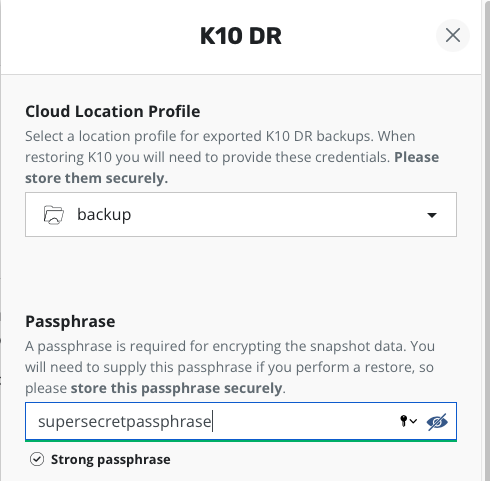 K10 DR
Cloud Location Profile
Select a location profile for exported K10 DR backups. When
restoring K10 you will need to provide these credentials. Please
store them securely.
backup
Passphrase
A passphrase is required for encrypting the snapshot data. You
will need to supply this passphrase if you perform a restore, so
please store this passphrase securely.
supersecretpassphrase
Strong passphrase